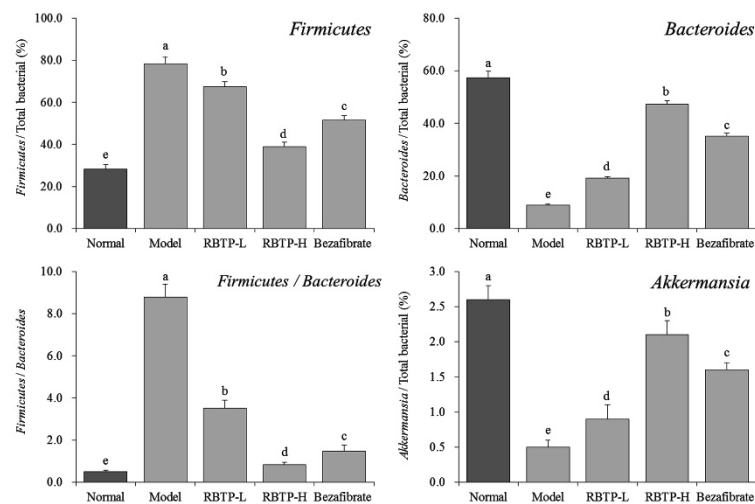 Firmicutes
Firmicutes / Total bacterial (%)
100.0
80.0
60.0
40.0
20.0
0.0
e
a
b
d
c
Normal
Model
RBTP-L
RBTP-H
Bezafibrate
Bacteroides
Bacteroides / Total bacterial (%)
80.0
60.0
40.0
20.0
0.0
a
e
d
b
c
Normal
Model
RBTP-L
RBTP-H
Bezafibrate
Firmicutes / Bacteroides
Firmicutes / Bacteroides
10.0
8.0
6.0
4.0
2.0
0.0
e
a
b
d
c
Normal
Model
RBTP-L
RBTP-H
Bezafibrate
Akkermansia
Akkermansia / Total bacterial (%)
3.0
2.5
2.0
1.5
1.0
0.5
0.0
a
e
d
b
c
Normal
Model
RBTP-L
RBTP-H
Bezafibrate